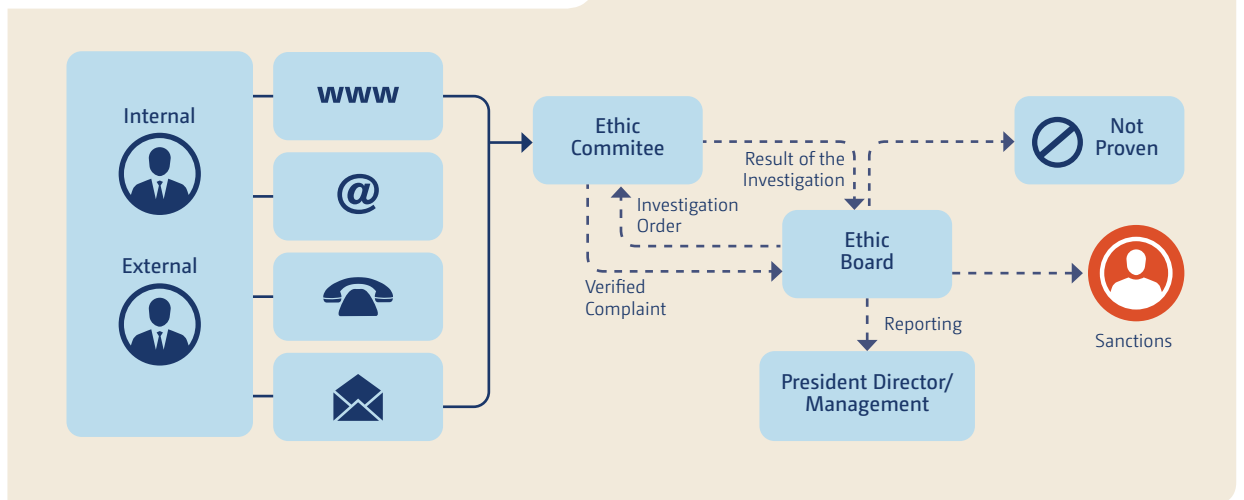 Internal
External
www
@
Ethic
Commitee
Result of the
Investigation
Investigation
Order
Verified
Complaint
Ethic
Board
Not
Proven
Sanctions
Reporting
President Director/
Management